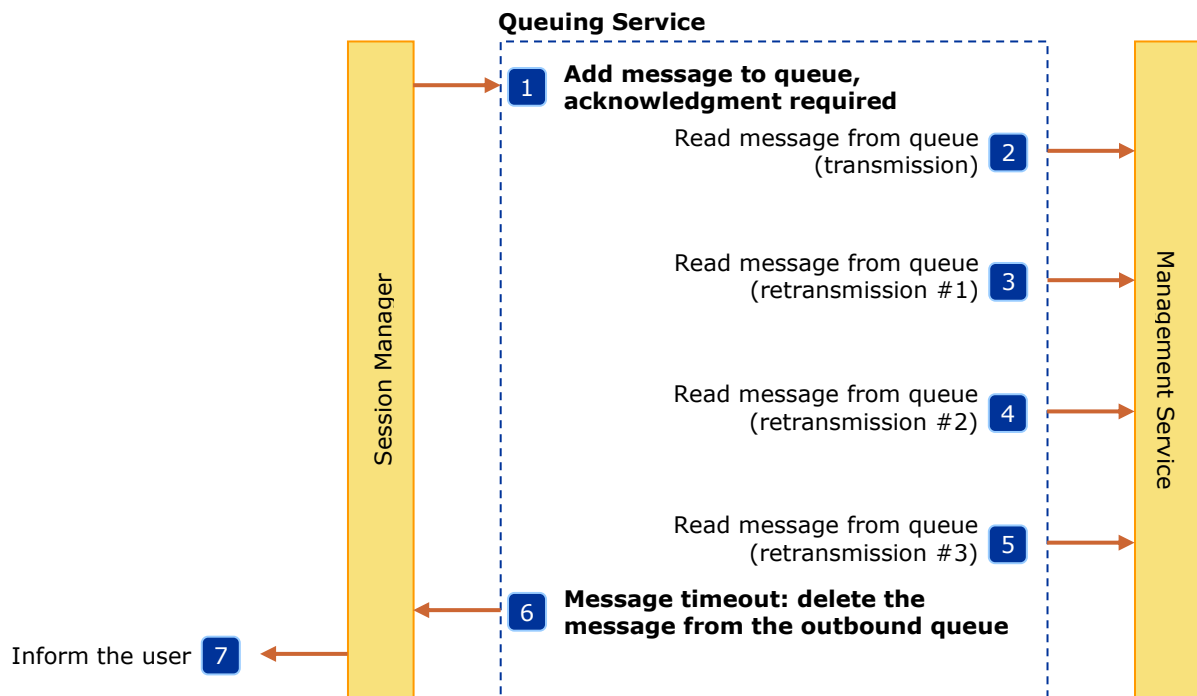 Queuing Service
1
Add message to queue,
acknowledgment required
Read message from queue
(transmission)
2
Read message from queue
(retransmission #1)
3
Session Manager
Management Service
Read message from queue
(retransmission #2)
4
Read message from queue
(retransmission #3)
5
6
Message timeout: delete the
message from the outbound queue
Inform the user
7